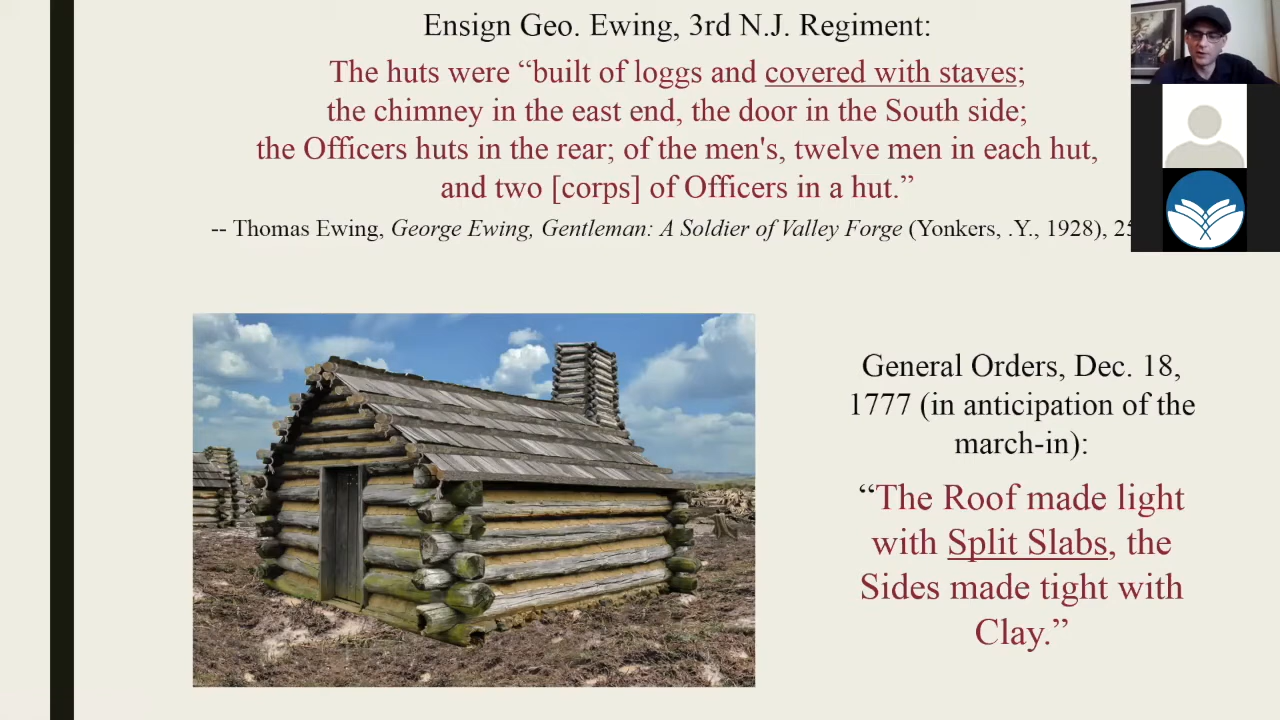 Ensign Geo. Ewing, 3rd N.J. Regiment:
The huts were “built of loggs and covered with staves;
the chimney in the east end, the door in the South side;
the Officers huts in the rear; of the men's, twelve men in each hut,
and two [corps] of Officers in a hut.”
-- Thomas Ewing, George Ewing, Gentleman: A Soldier of Valley Forge (Yonkers, .Y., 1928),
General Orders, Dec. 18,
1777 (in anticipation of the
march-in):
“The Roof made light
with Split Slabs, the
Sides made tight with
Clay.”